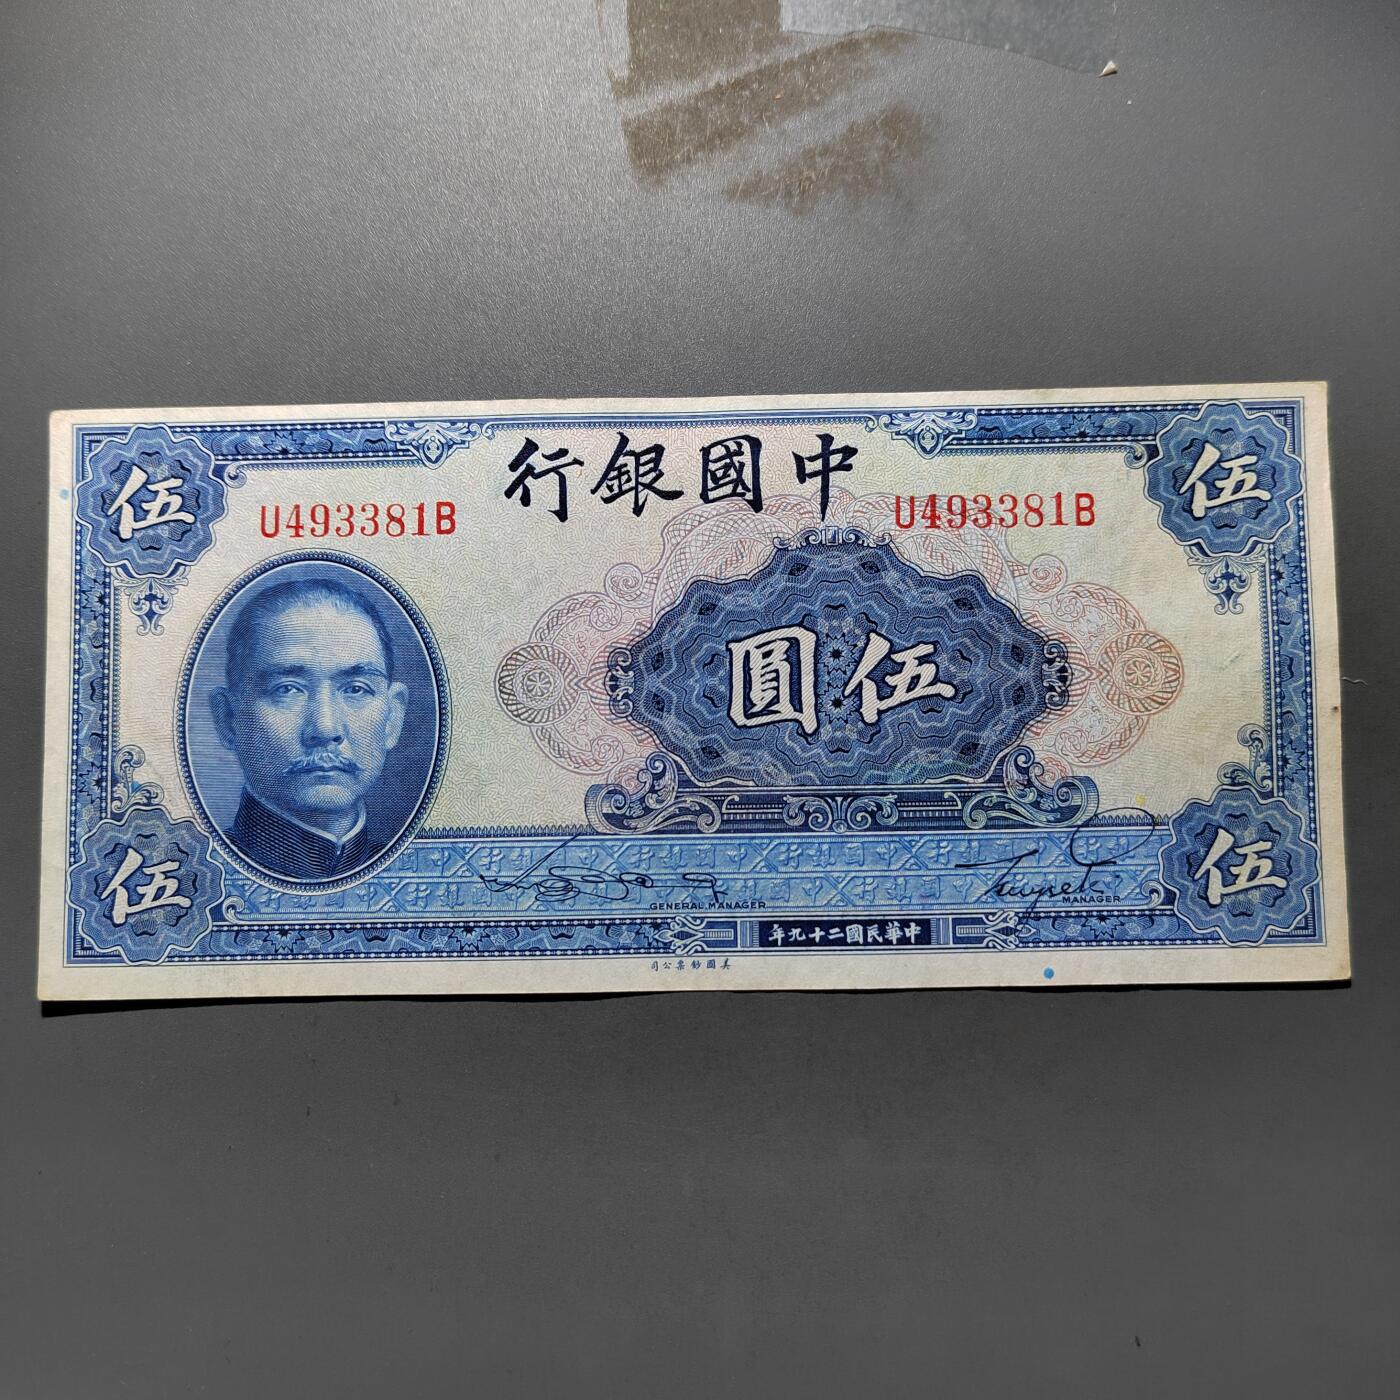 中國銀行
U493381B
U493381B
伍
伍
伍圓
伍
伍
GENERAL MANAGER
MANAGER
中華民國二十九年
美國鈔票公司